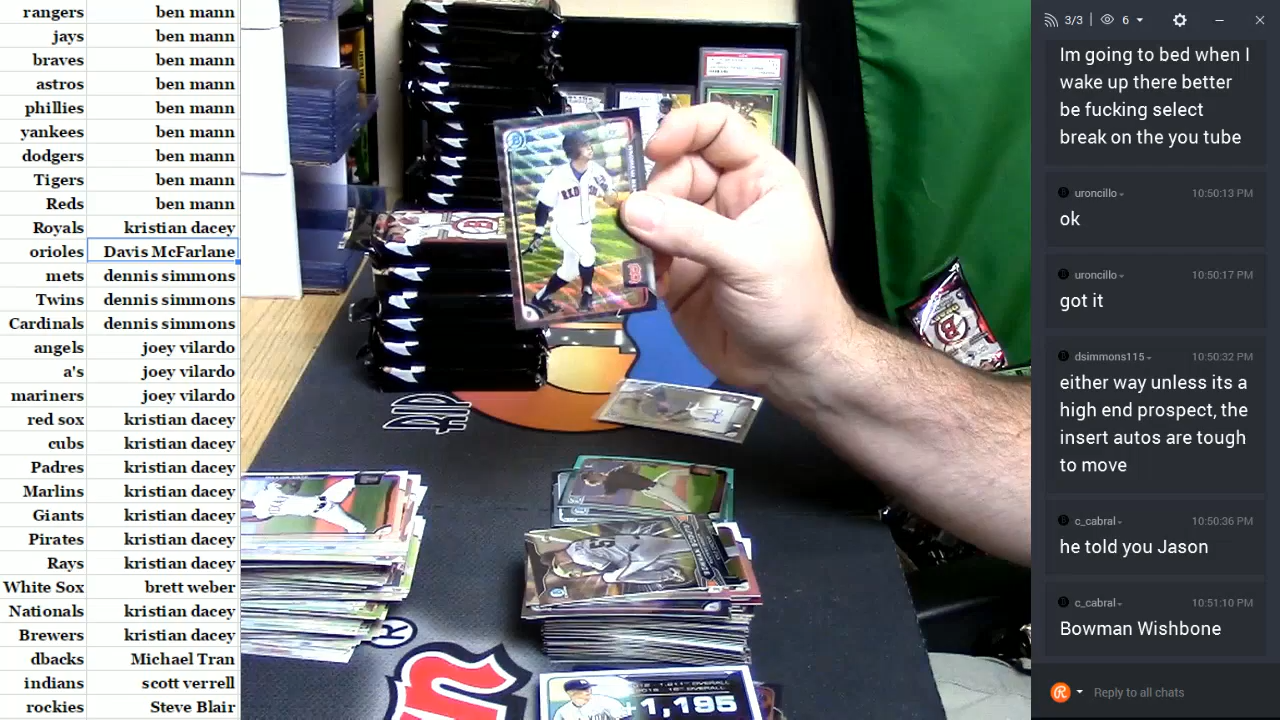 rangers ben mann
jays ben mann
braves ben mann
astros ben mann
phillies ben mann
yankees ben mann
dodgers ben mann
Tigers ben mann
Reds ben mann
Royals kristian dacey
orioles Davis McFarlane
mets dennis simmons
Twins dennis simmons
Cardinals dennis simmons
angels joey vilardo
a's joey vilardo
mariners joey vilardo
red sox kristian dacey
cubs kristian dacey
Padres kristian dacey
Marlins kristian dacey
Giants kristian dacey
Pirates kristian dacey
Rays kristian dacey
White Sox brett weber
Nationals kristian dacey
Brewers kristian dacey
dbacks Michael Tran
indians scott verrell
rockies Steve Blair
RED SOX
B
RIP
R
+1,195
3/3 | 6
Im going to bed when I
wake up there better
be fucking select
break on the you tube
uroncillo 10:50:13 PM
ok
uroncillo 10:50:17 PM
got it
dsimmons115 10:50:32 PM
either way unless its a
high end prospect, the
insert autos are tough
to move
c_cabral 10:50:36 PM
he told you Jason
c_cabral 10:51:10 PM
Bowman Wishbone
Reply to all chats